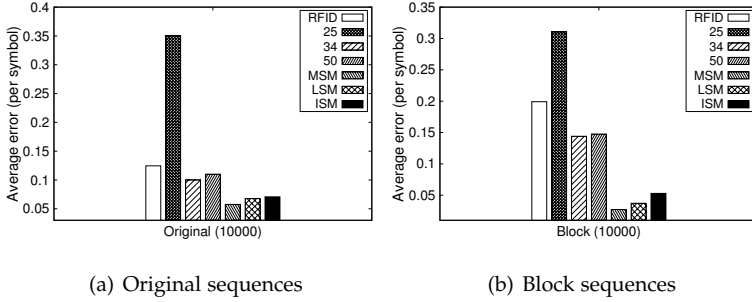 Average error (per symbol)
0.4
0.35
0.3
0.25
0.2
0.15
0.1
0.05
RFID
25
34
50
MSM
LSM
ISM
Original (10000)
(a) Original sequences
Average error (per symbol)
0.35
0.3
0.25
0.2
0.15
0.1
0.05
RFID
25
34
50
MSM
LSM
ISM
Block (10000)
(b) Block sequences